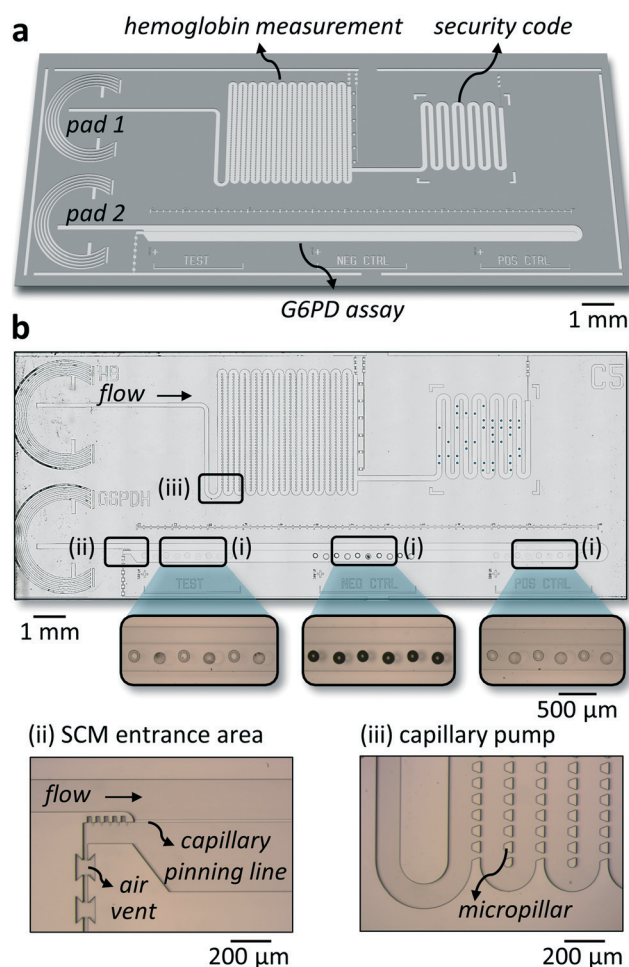 a
hemoglobin measurement
security code
pad 1
pad 2
TEST
NEG CTRL
POS CTRL
G6PD assay
1 mm
b
HB
C5
flow
(iii)
G6PDH
(ii)
(i)
(i)
(i)
TEST
NEG CTRL
POS CTRL
1 mm
500 µm
(ii) SCM entrance area
(iii) capillary pump
flow
capillary
pinning line
air
vent
micropillar
200 µm
200 µm